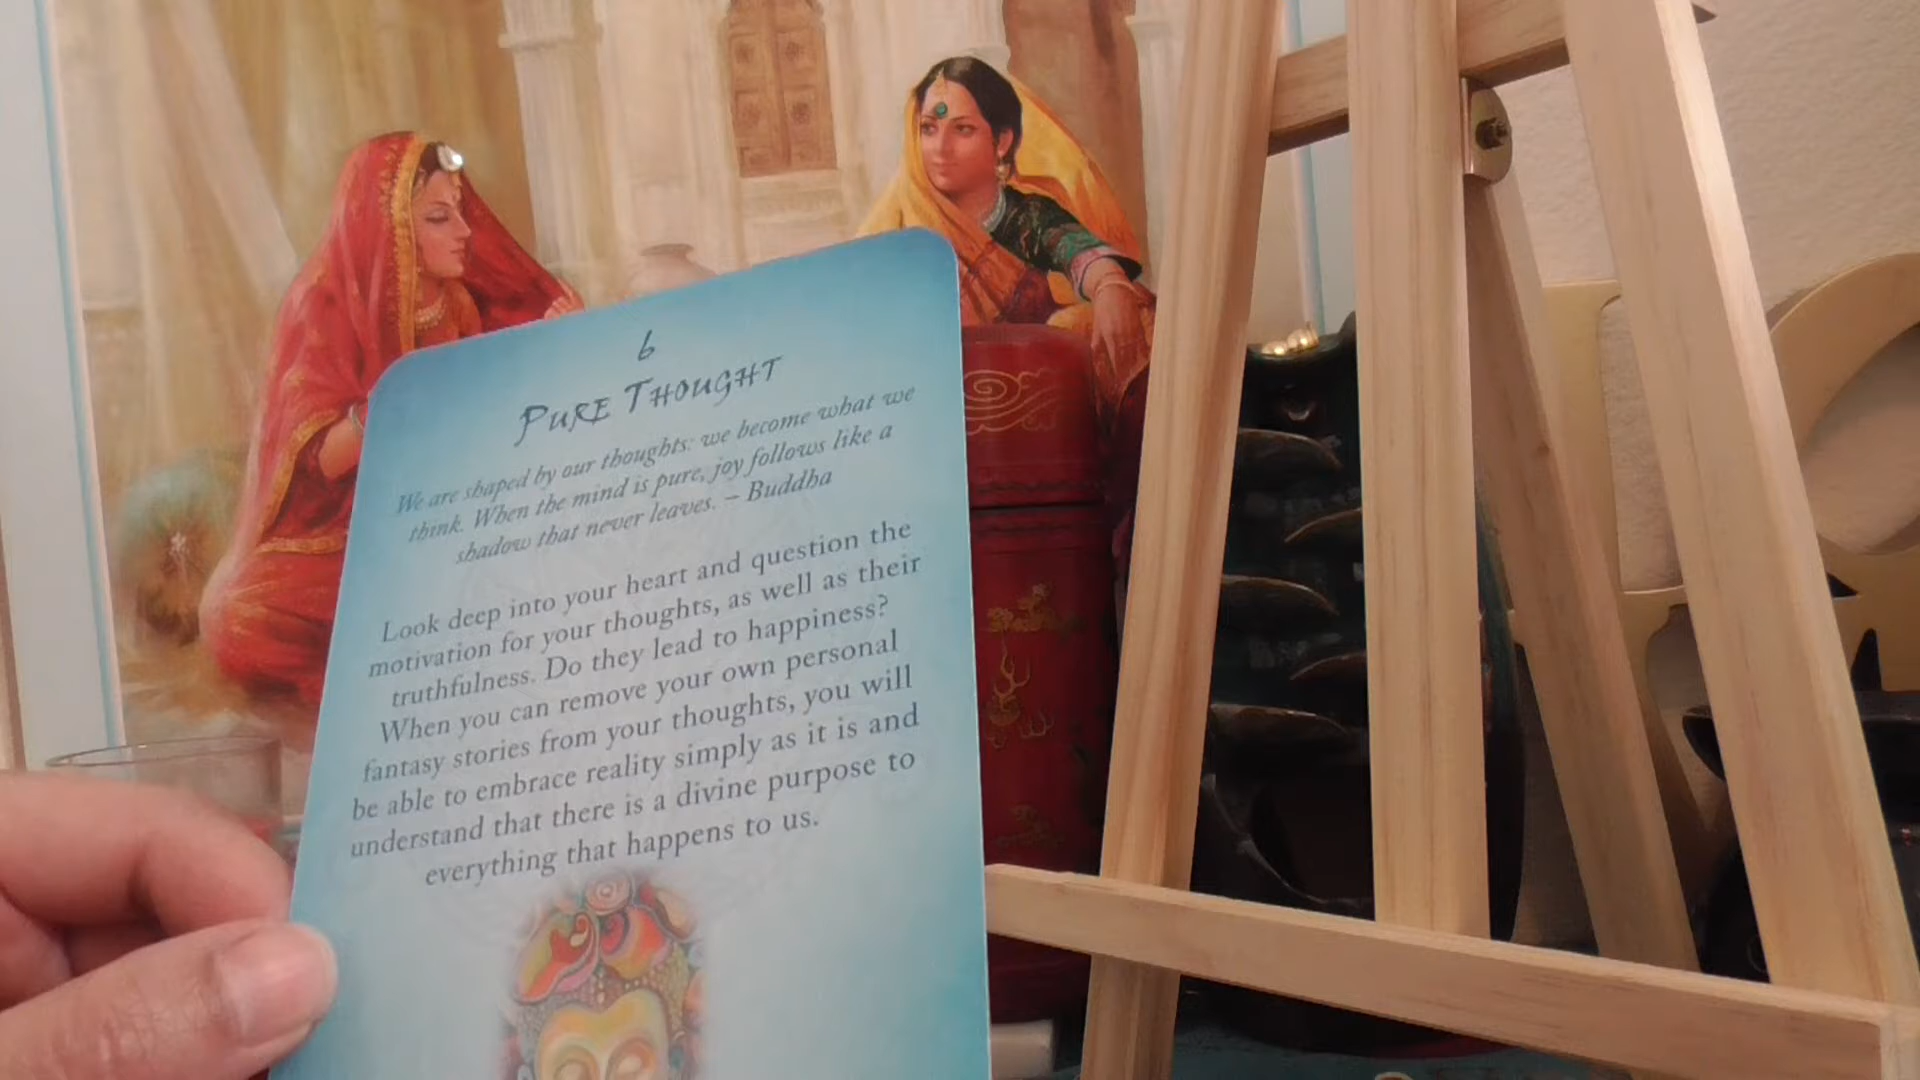 6
PURE THOUGHT
We are shaped by our thoughts: we become what we
think. When the mind is pure, joy follows like a
shadow that never leaves. – Buddha
Look deep into your heart and question the
motivation for your thoughts, as well as their
truthfulness. Do they lead to happiness?
When you can remove your own personal
fantasy stories from your thoughts, you will
be able to embrace reality simply as it is and
understand that there is a divine purpose to
everything that happens to us.